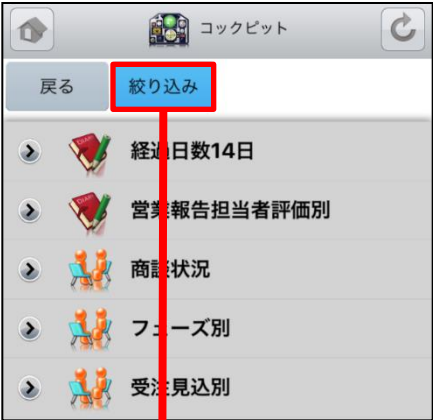 コックピット
戻る
絞り込み
経過日数14日
営業報告担当者評価別
商談状況
フェーズ別
受注見込別